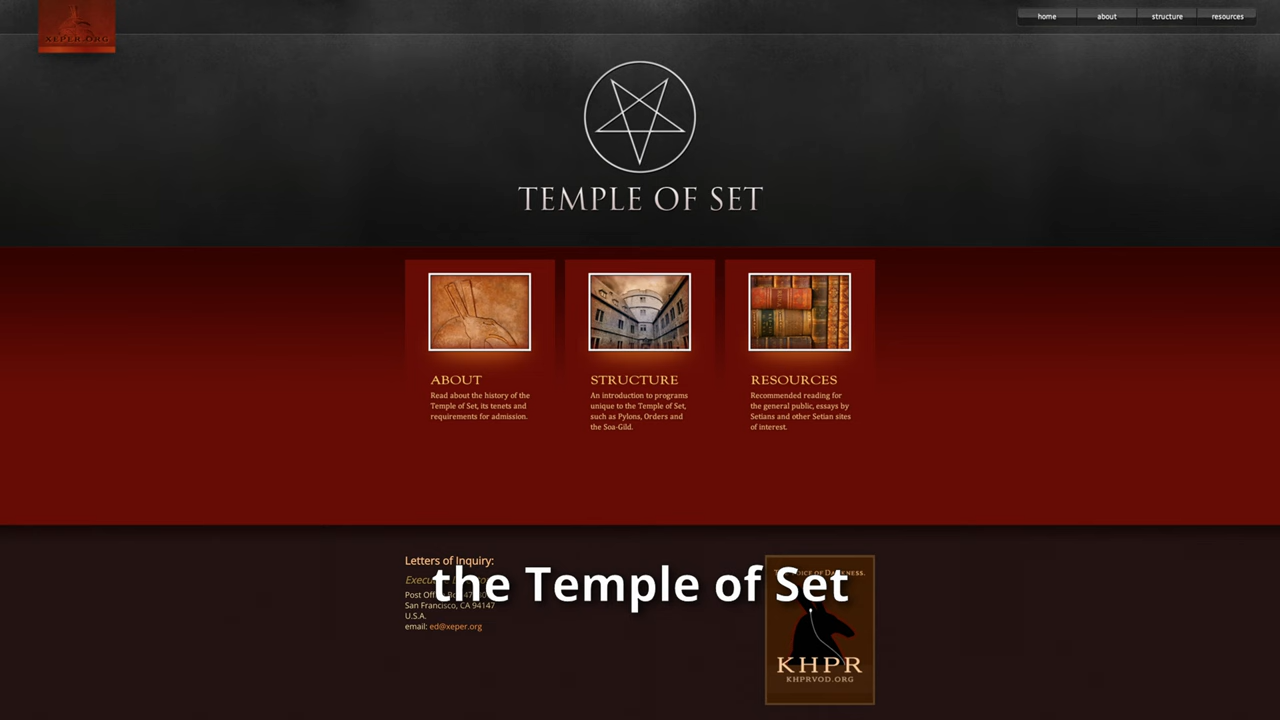 XEPER.ORG
home
about
structure
resources
TEMPLE OF SET
ABOUT
Read about the history of the
Temple of Set, its tenets and
requirements for admission.
STRUCTURE
An introduction to programs
unique to the Temple of Set,
such as Pylons, Orders and
the Soa-Gild.
RESOURCES
Recommended reading for
the general public, essays by
Setians and other Setian sites
of interest.
Letters of Inquiry:
the Temple of Set
Post
San Francisco, CA 94147
U.S.A.
email: ed@xeper.org
OF DARKNESS.
KHPR
KHPRVOD.ORG